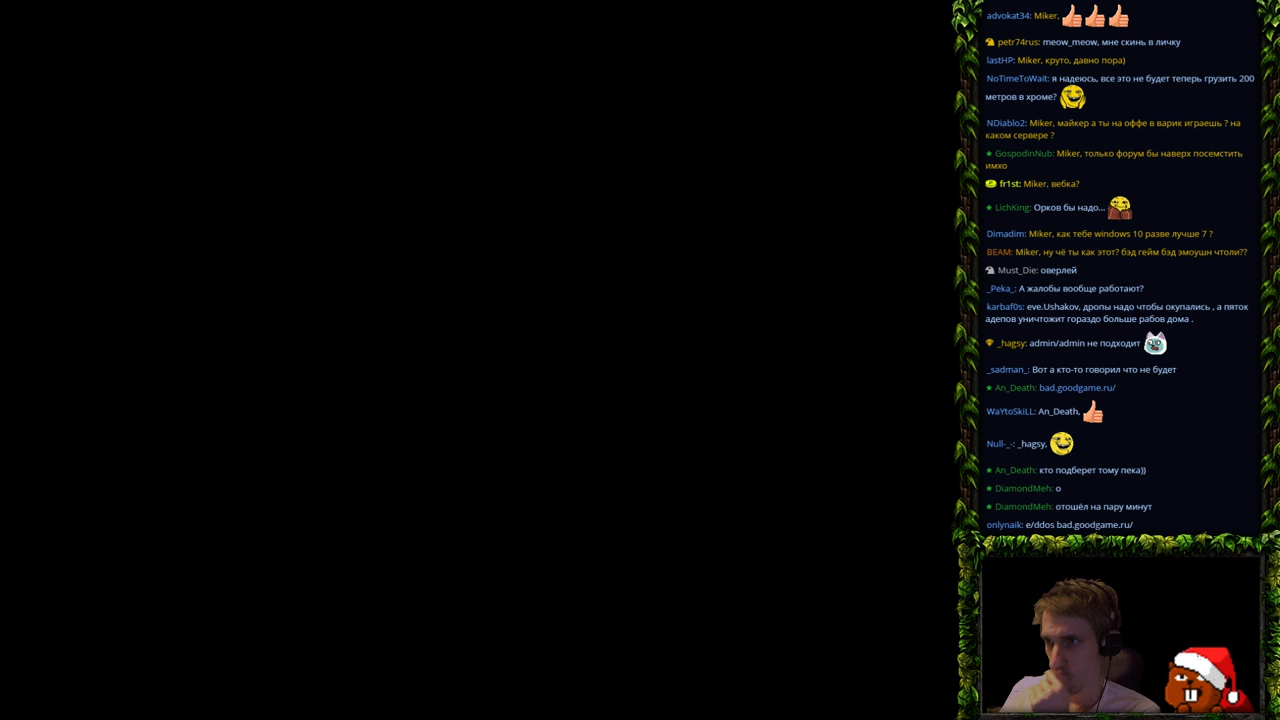 advokat34: Miker,
petr74rus: meow_meow, мне скинь в личку
lastHP: Miker, круто, давно пора)
NoTimeToWait: я надеюсь, все это не будет теперь грузить 200
метров в хроме?
NDiablo2: Miker, майкер а ты на оффе в варик играешь ? на
каком сервере ?
GospodinNub: Miker, только форум бы наверх посемстить
имхо
fr1st: Miker, вебка?
LichKing: Орков бы надо...
Dimadim: Miker, как тебе windows 10 разве лучше 7 ?
BEAM: Miker, ну чё ты как этот? бэд гейм бэд эмоушн чтоли??
Must_Die: оверлей
_Peka_: А жалобы вообще работают?
karbaf0s: eve.Ushakov, дропы надо чтобы окупались , а пяток
адепов уничтожит гораздо больше рабов дома .
_hagsy: admin/admin не подходит
_sadman_: Вот а кто-то говорил что не будет
An_Death: bad.goodgame.ru/
WaYtoSkiLL: An_Death,
Null-_-: _hagsy,
An_Death: кто подберет тому пека))
DiamondMeh: о
DiamondMeh: отошёл на пару минут
onlynaik: e/ddos bad.goodgame.ru/